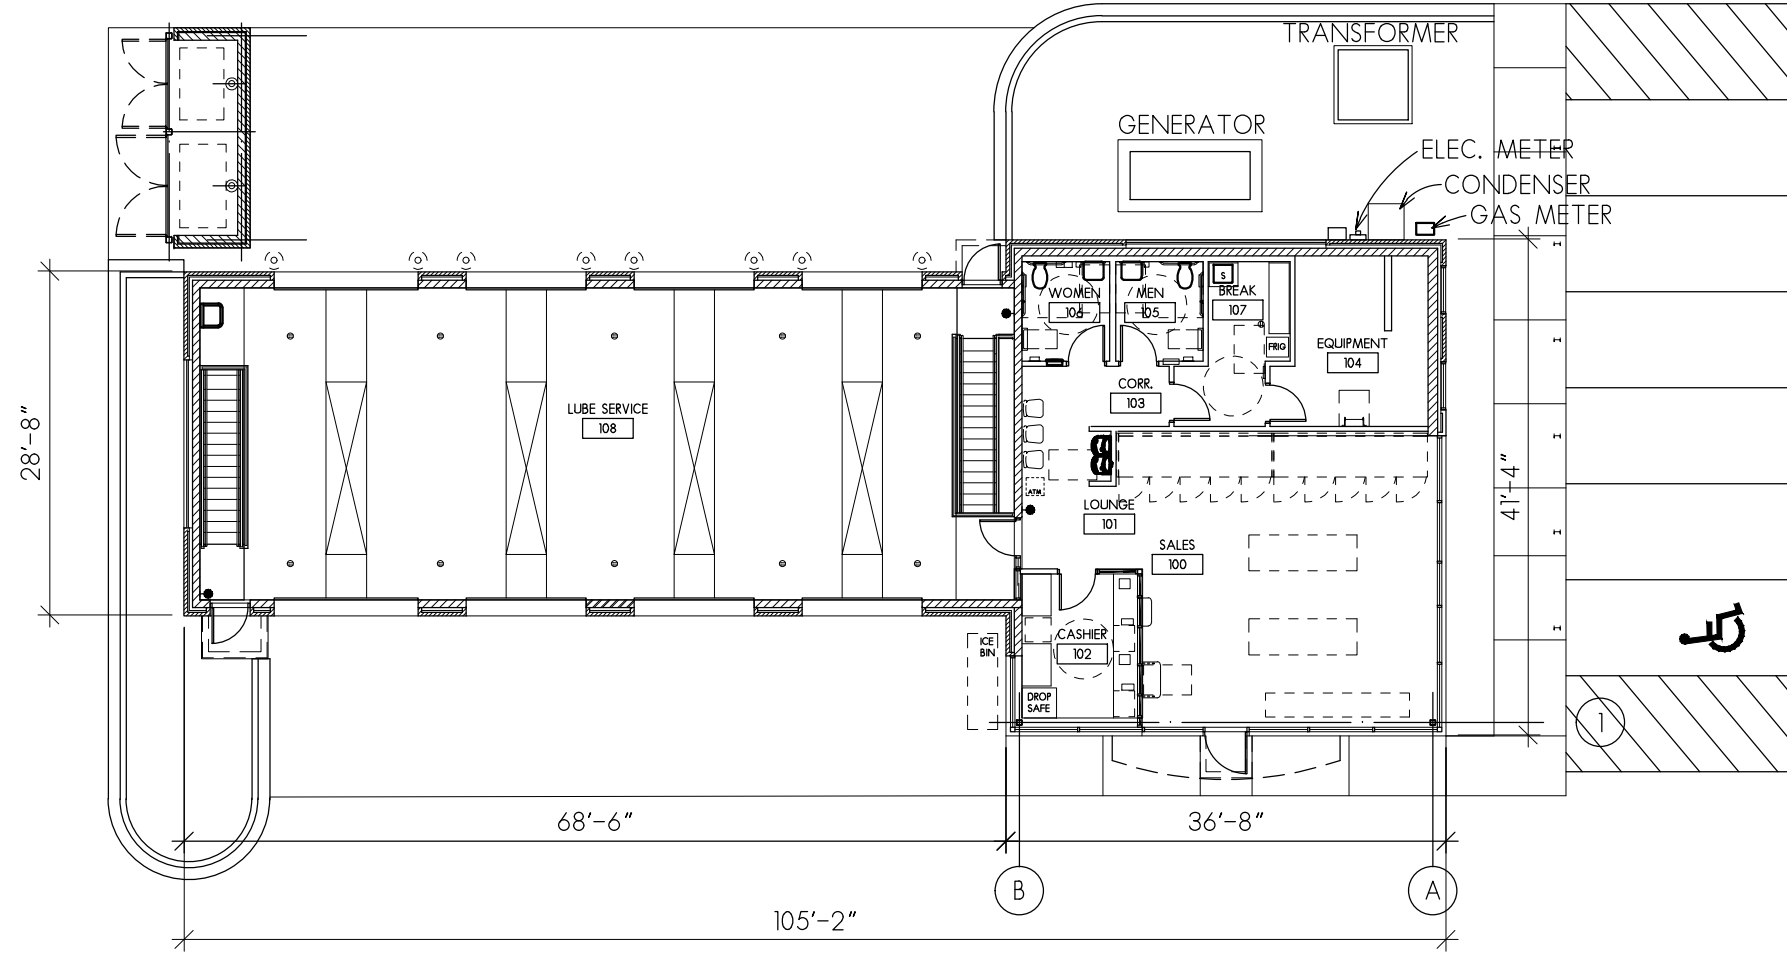 TRANSFORMER
GENERATOR
ELEC. METER
CONDENSER
GAS METER
WOMEN
106
MEN
105
S
BREAK
107
FRIG
EQUIPMENT
104
CORR.
103
LUBE SERVICE
108
28'-8"
41'-4"
ATM
LOUNGE
101
SALES
100
CASHIER
102
ICE
BIN
DROP
SAFE
1
68'-6"
36'-8"
B
A
105'-2"